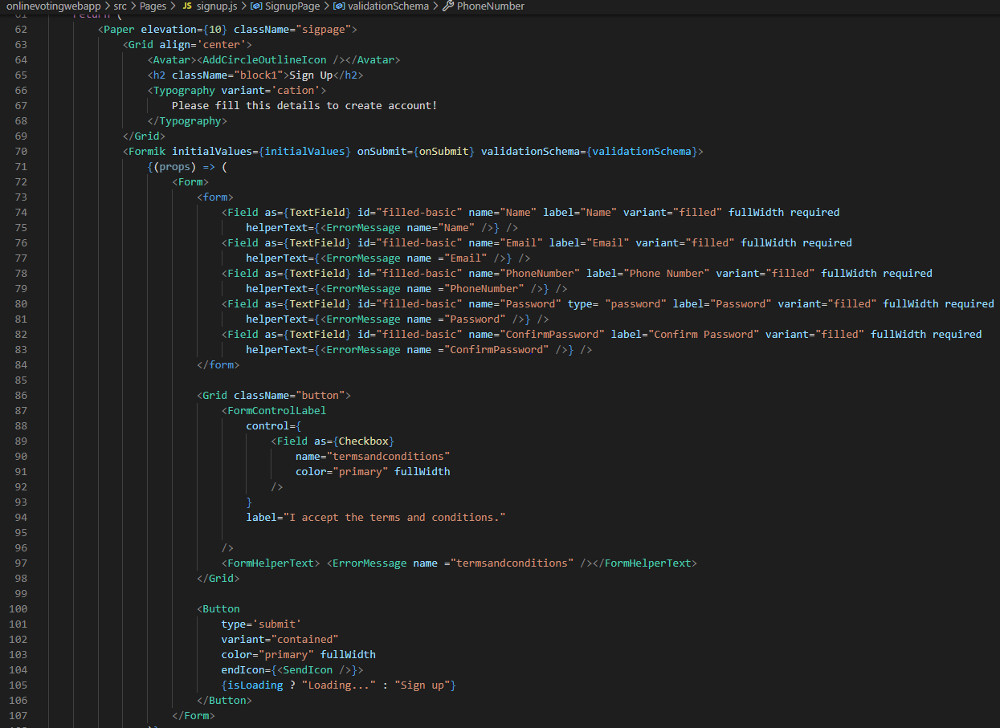 onlinevotingwebapp > src > Pages > JS signup.js > SignupPage > validationSchema > PhoneNumber
61 return (
62 <Paper elevation={10} className="sigpage">
63 <Grid align='center'>
64 <Avatar><AddCircleOutlineIcon /></Avatar>
65 <h2 className="block1">Sign Up</h2>
66 <Typography variant='cation'>
67 Please fill this details to create account!
68 </Typography>
69 </Grid>
70 <Formik initialValues={initialValues} onSubmit={onSubmit} validationSchema={validationSchema}>
71 {(props) => (
72 <Form>
73 <form>
74 <Field as={TextField} id="filled-basic" name="Name" label="Name" variant="filled" fullWidth required
75 helperText={<ErrorMessage name="Name" />} />
76 <Field as={TextField} id="filled-basic" name="Email" label="Email" variant="filled" fullWidth required
77 helperText={<ErrorMessage name ="Email" />} />
78 <Field as={TextField} id="filled-basic" name="PhoneNumber" label="Phone Number" variant="filled" fullWidth required
79 helperText={<ErrorMessage name ="PhoneNumber" />} />
80 <Field as={TextField} id="filled-basic" name="Password" type= "password" label="Password" variant="filled" fullWidth required
81 helperText={<ErrorMessage name ="Password" />} />
82 <Field as={TextField} id="filled-basic" name="ConfirmPassword" label="Confirm Password" variant="filled" fullWidth required
83 helperText={<ErrorMessage name ="ConfirmPassword" />} />
84 </form>
85
86 <Grid className="button">
87 <FormControlLabel
88 control={
89 <Field as={Checkbox}
90 name="termsandconditions"
91 color="primary" fullWidth
92 />
93 }
94 label="I accept the terms and conditions."
95
96 />
97 <FormHelperText> <ErrorMessage name ="termsandconditions" /></FormHelperText>
98 </Grid>
99
100 <Button
101 type='submit'
102 variant="contained"
103 color="primary" fullWidth
104 endIcon={<SendIcon />}>
105 {isLoading ? "Loading..." : "Sign up"}
106 </Button>
107 </Form>